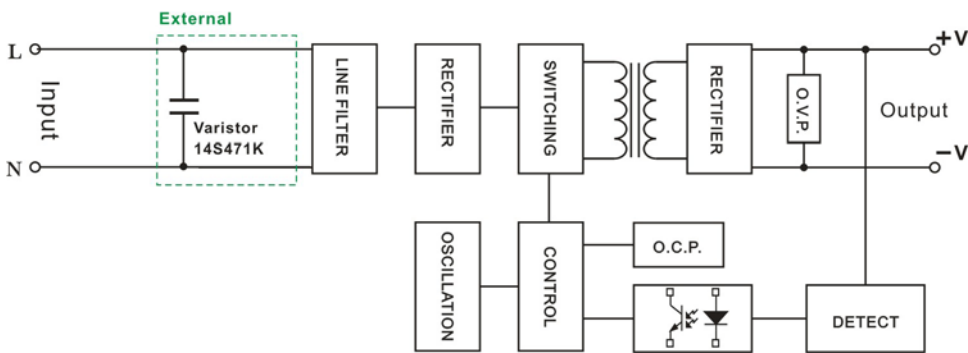 External
L
Input
N
Varistor
14S471K
LINE FILTER
RECTIFIER
SWITCHING
RECTIFIER
O.V.P.
+V
Output
−V
OSCILLATION
CONTROL
O.C.P.
DETECT